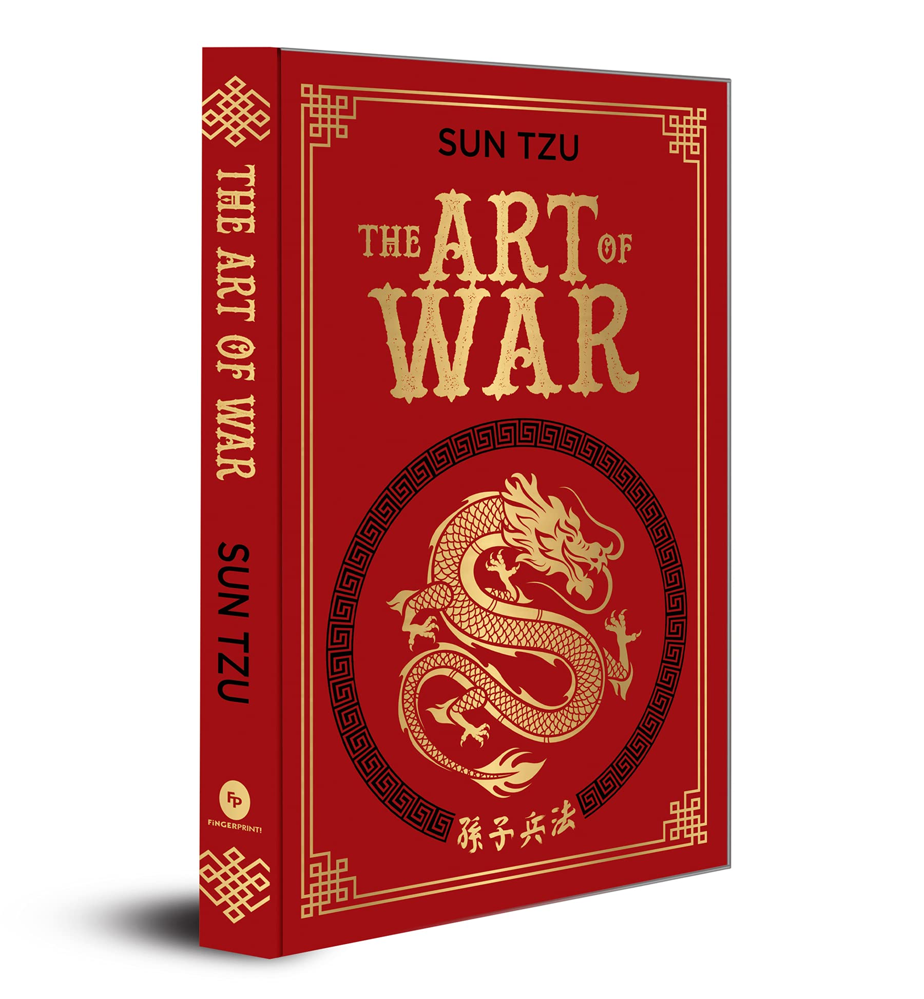 THE ART OF WAR
SUN TZU
FP
FiNGERPRINT!
SUN TZU
THE ART OF
WAR
孫子兵法